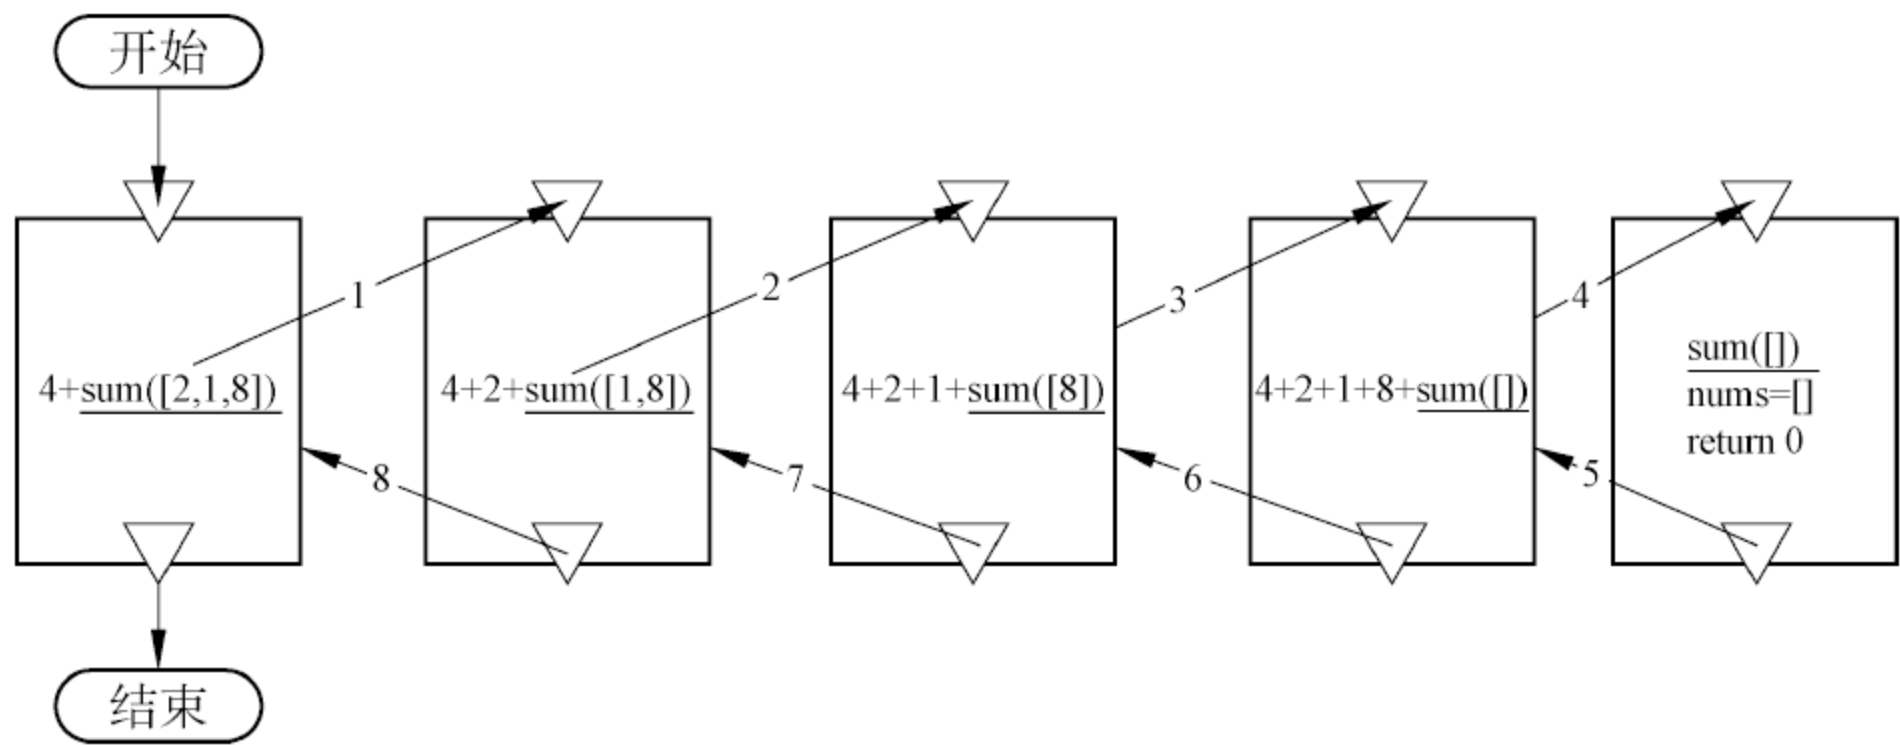 开始
1
2
3
4
4+sum([2,1,8])
4+2+sum([1,8])
4+2+1+sum([8])
4+2+1+8+sum([])
sum([])
nums=[]
return 0
8
7
6
5
结束